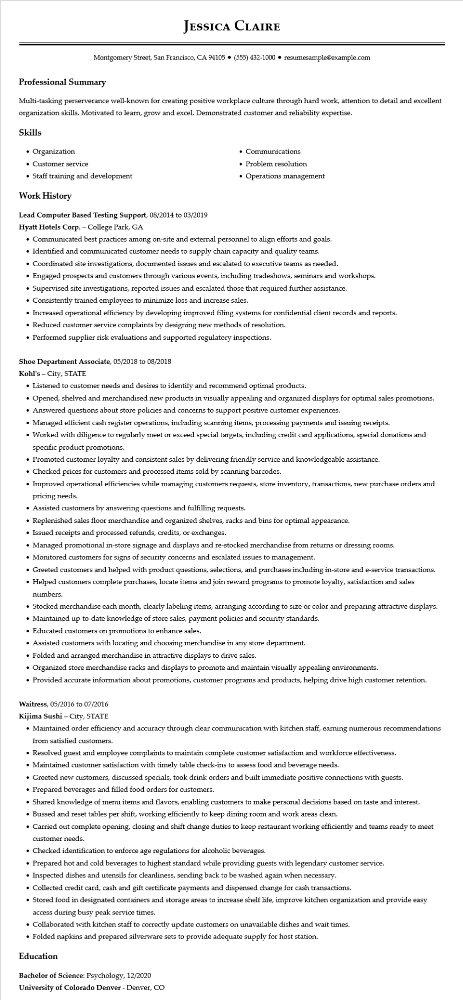 Jessica Claire
Montgomery Street, San Francisco, CA 94105 ● (555) 432-1000 ● resumesample@example.com
Professional Summary
Multi-tasking perserverance well-known for creating positive workplace culture through hard work, attention to detail and excellent
organization skills. Motivated to learn, grow and excel. Demonstrated customer and reliability expertise.
Skills
• Organization
• Customer service
• Staff training and development
• Communications
• Problem resolution
• Operations management
Work History
Lead Computer Based Testing Support, 08/2014 to 03/2019
Hyatt Hotels Corp. – College Park, GA
• Communicated best practices among on-site and external personnel to align efforts and goals.
• Identified and communicated customer needs to supply chain capacity and quality teams.
• Coordinated site investigations, documented issues and escalated to executive teams as needed.
• Engaged prospects and customers through various events, including tradeshows, seminars and workshops.
• Supervised site investigations, reported issues and escalated those that required further assistance.
• Consistently trained employees to minimize loss and increase sales.
• Increased operational efficiency by developing improved filing systems for confidential client records and reports.
• Reduced customer service complaints by designing new methods of resolution.
• Performed supplier risk evaluations and supported regulatory inspections.
Shoe Department Associate, 05/2018 to 08/2018
Kohl's – City, STATE
• Listened to customer needs and desires to identify and recommend optimal products.
• Opened, shelved and merchandised new products in visually appealing and organized displays for optimal sales promotions.
• Answered questions about store policies and concerns to support positive customer experiences.
• Managed efficient cash register operations, including scanning items, processing payments and issuing receipts.
• Worked with diligence to regularly meet or exceed special targets, including credit card applications, special donations and
specific product promotions.
• Promoted customer loyalty and consistent sales by delivering friendly service and knowledgeable assistance.
• Checked prices for customers and processed items sold by scanning barcodes.
• Improved operational efficiencies while managing customers requests, store inventory, transactions, new purchase orders and
pricing needs.
• Assisted customers by answering questions and fulfilling requests.
• Replenished sales floor merchandise and organized shelves, racks and bins for optimal appearance.
• Issued receipts and processed refunds, credits, or exchanges.
• Managed promotional in-store signage and displays and re-stocked merchandise from returns or dressing rooms.
• Monitored customers for signs of security concerns and escalated issues to management.
• Greeted customers and helped with product questions, selections, and purchases including in-store and e-service transactions.
• Helped customers complete purchases, locate items and join reward programs to promote loyalty, satisfaction and sales
numbers.
• Stocked merchandise each month, clearly labeling items, arranging according to size or color and preparing attractive displays.
• Maintained up-to-date knowledge of store sales, payment policies and security standards.
• Educated customers on promotions to enhance sales.
• Assisted customers with locating and choosing merchandise in any store department.
• Folded and arranged merchandise in attractive displays to drive sales.
• Organized store merchandise racks and displays to promote and maintain visually appealing environments.
• Provided accurate information about promotions, customer programs and products, helping drive high customer retention.
Waitress, 05/2016 to 07/2016
Kijima Sushi – City, STATE
• Maintained order efficiency and accuracy through clear communication with kitchen staff, earning numerous recommendations
from satisfied customers.
• Resolved guest and employee complaints to maintain complete customer satisfaction and workforce effectiveness.
• Maintained customer satisfaction with timely table check-ins to assess food and beverage needs.
• Greeted new customers, discussed specials, took drink orders and built immediate positive connections with guests.
• Prepared beverages and filled food orders for customers.
• Shared knowledge of menu items and flavors, enabling customers to make personal decisions based on taste and interest.
• Bussed and reset tables per shift, working efficiently to keep dining room and work areas clean.
• Carried out complete opening, closing and shift change duties to keep restaurant working efficiently and teams ready to meet
customer needs.
• Checked identification to enforce age regulations for alcoholic beverages.
• Prepared hot and cold beverages to highest standard while providing guests with legendary customer service.
• Inspected dishes and utensils for cleanliness, sending back to be washed again when necessary.
• Collected credit card, cash and gift certificate payments and dispensed change for cash transactions.
• Stored food in designated containers and storage areas to increase shelf life, improve kitchen organization and provide easy
access during busy peak service times.
• Collaborated with kitchen staff to correctly update customers on unavailable dishes and wait times.
• Folded napkins and prepared silverware sets to provide adequate supply for host station.
Education
Bachelor of Science: Psychology, 12/2020
University of Colorado Denver - Denver, CO